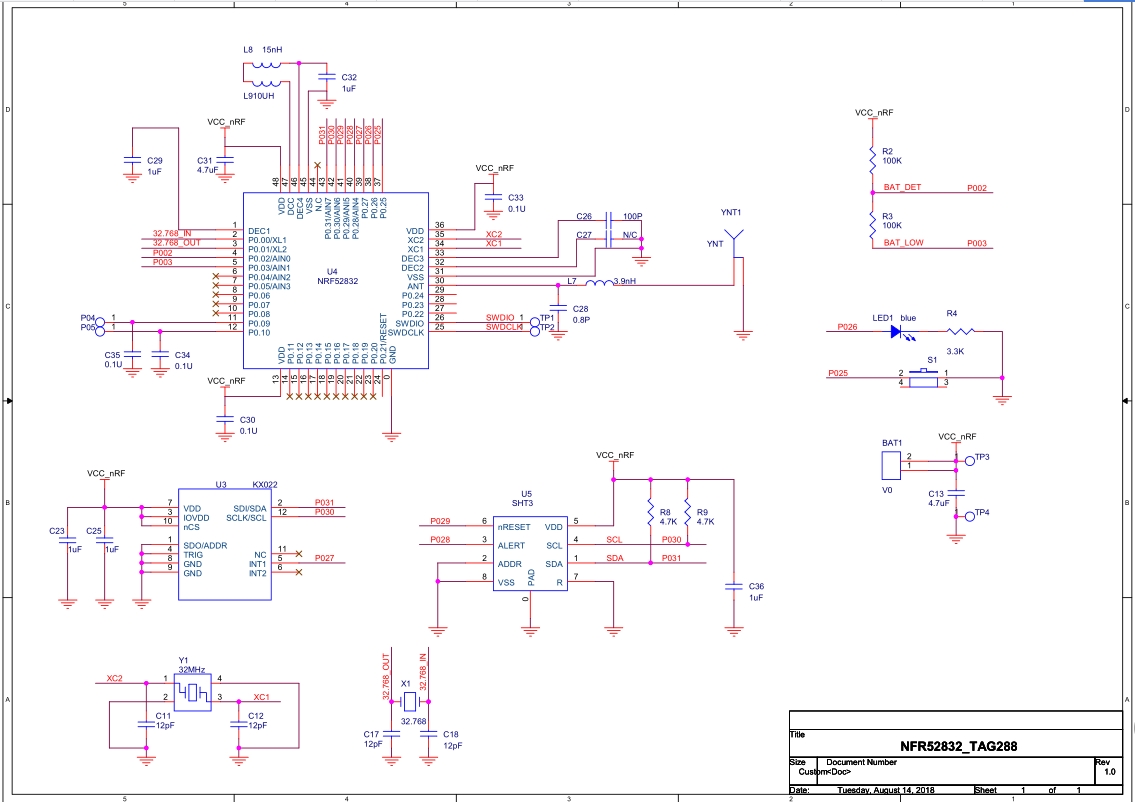 5 4 3 2 1
D
C
B
A
L8 15nH
L910UH
C32
1uF
VCC_nRF
C29
1uF
C31
4.7uF
P031
P030
P029
P028
P027
P026
P025
48
47
46
45
44
43
42
41
40
39
38
37
VDD
DCC
DEC4
VSS
N.C
P0.31/AIN7
P0.30/AIN6
P0.29/ANI5
P0.28/AIN4
P0.27
P0.26
P0.25
VCC_nRF
C33
0.1U
32.768_IN
32.768_OUT
P002
P003
1 DEC1
2 P0.00/XL1
3 P0.01/XL2
4 P0.02/AIN0
5 P0.03/AIN1
6 P0.04/AIN2
7 P0.05/AIN3
8 P0.06
9 P0.07
10 P0.08
11 P0.09
12 P0.10
U4
NRF52832
VDD 36
XC2 35 XC2
XC1 34 XC1
DEC3 33
DEC2 32
VSS 31
ANT 30
P0.24 29
P0.23 28
P0.22 27
SWDIO 26 SWDIO 1 TP1
SWDCLK 25 SWDCLK 1 TP2
P04 1
P05 1
C35
0.1U
C34
0.1U
C26 100P
C27 N/C
L7 3.9nH
C28
0.8P
YNT1
YNT
VDD
P0.11
P0.12
P0.13
P0.14
P0.15
P0.16
P0.17
P0.18
P0.19
P0.20
P0.21/RESET
GND
13
14
15
16
17
18
19
20
21
22
23
24
0
VCC_nRF
C30
0.1U
VCC_nRF
R2
100K
BAT_DET P002
R3
100K
BAT_LOW P003
P026 LED1 blue R4
3.3K
P025 S1
2 1
4 3
VCC_nRF
BAT1
2
1
V0
1 TP3
C13
4.7uF
1 TP4
VCC_nRF
C23
1uF
C25
1uF
U3 KX022
7 VDD
3 IOVDD
10 nCS
1 SDO/ADDR
4 TRIG
8 GND
9 GND
SDI/SDA 2 P031
SCLK/SCL 12 P030
NC 11
INT1 5 P027
INT2 6
VCC_nRF
U5
SHT3
P029 6 nRESET
P028 3 ALERT
2 ADDR
8 VSS
PAD
0
VDD 5
SCL 4 SCL P030
SDA 1 SDA P031
R 7
R8
4.7K
R9
4.7K
C36
1uF
XC2
Y1
32MHz
1 4
2 3
XC1
C11
12pF
C12
12pF
32.768_OUT
32.768_IN
X1
32.768
C17
12pF
C18
12pF
Title
NFR52832_TAG288
Size Document Number Rev
Custom<Doc> 1.0
Date: Tuesday, August 14, 2018 Sheet 1 of 1
5 4 3 2 1